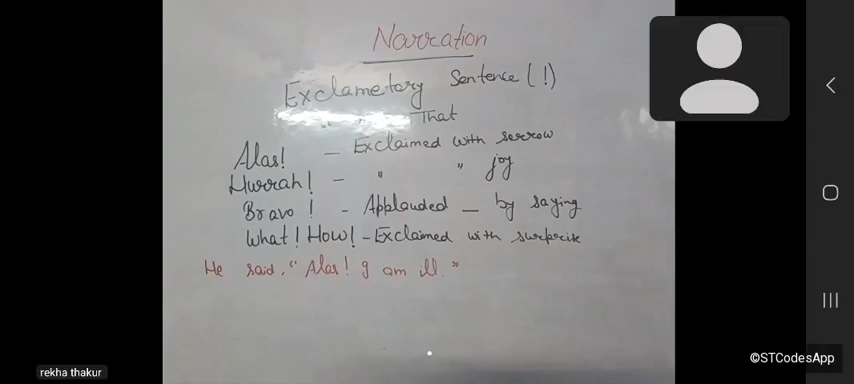 Narration
Exclametory Sentence (!)
" " That
Alas! – Exclaimed with serrow
Hurrah! – " " joy
Bravo! – Applauded – by saying
What! How! – Exclaimed with surprise
He said, "Alas! I am ill."
rekha thakur
©STCodesApp